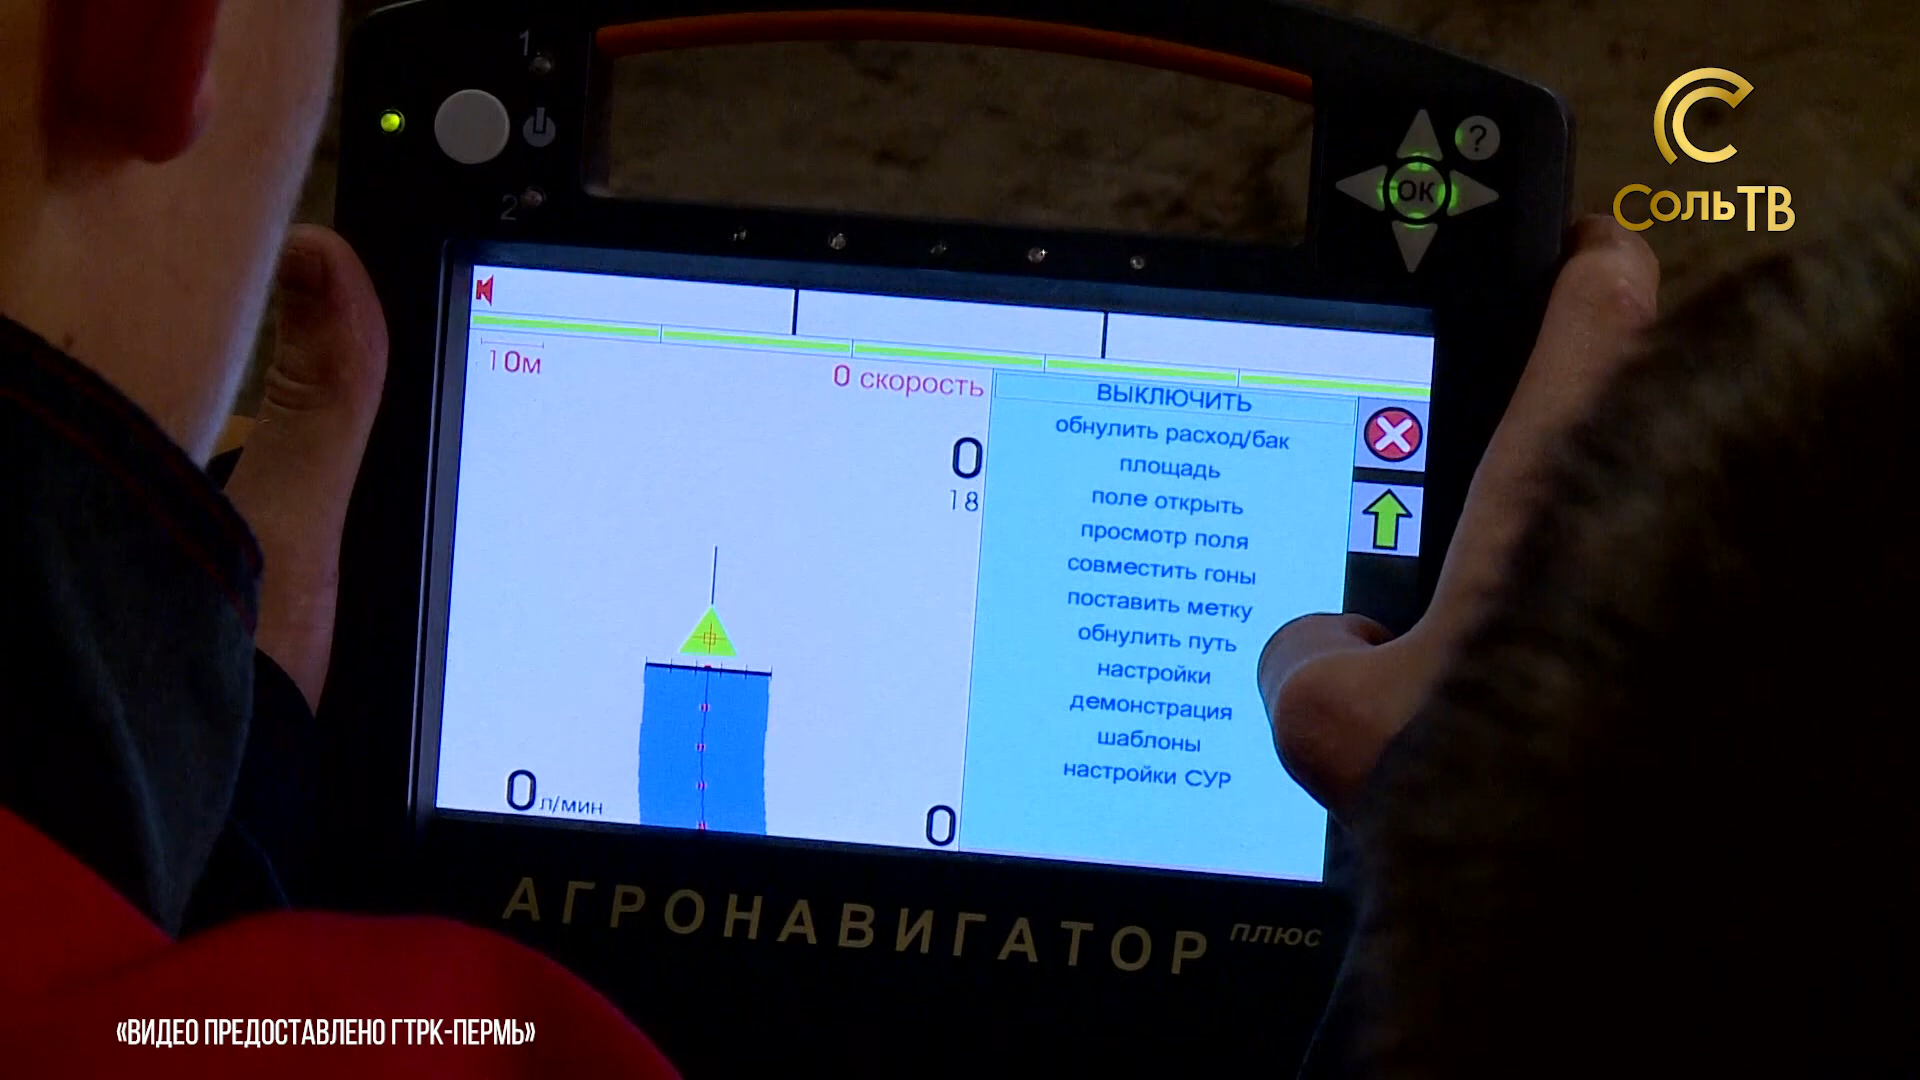 1
2
?
ОК
СОЛЬТВ
10м
0 скорость
0
18
ВЫКЛЮЧИТЬ
обнулить расход/бак
площадь
поле открыть
просмотр поля
совместить гоны
поставить метку
обнулить путь
настройки
демонстрация
шаблоны
настройки СУР
0 л/мин
0
АГРОНАВИГАТОР плюс
«ВИДЕО ПРЕДОСТАВЛЕНО ГТРК-ПЕРМЬ»